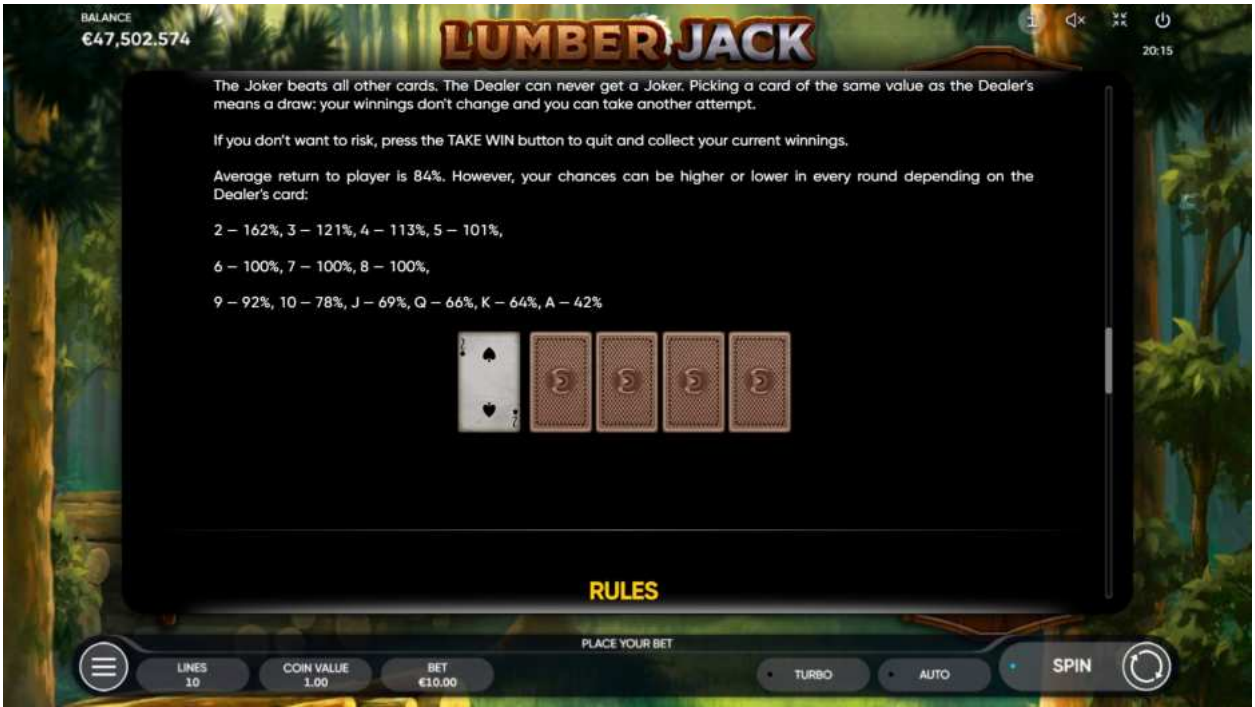 BALANCE
€47,502.574
LUMBER JACK
20:15
The Joker beats all other cards. The Dealer can never get a Joker. Picking a card of the same value as the Dealer's
means a draw: your winnings don't change and you can take another attempt.
If you don't want to risk, press the TAKE WIN button to quit and collect your current winnings.
Average return to player is 84%. However, your chances can be higher or lower in every round depending on the
Dealer's card:
2 – 162%, 3 – 121%, 4 – 113%, 5 – 101%,
6 – 100%, 7 – 100%, 8 – 100%,
9 – 92%, 10 – 78%, J – 69%, Q – 66%, K – 64%, A – 42%
2
2
RULES
PLACE YOUR BET
LINES
10
COIN VALUE
1.00
BET
€10.00
TURBO
AUTO
SPIN